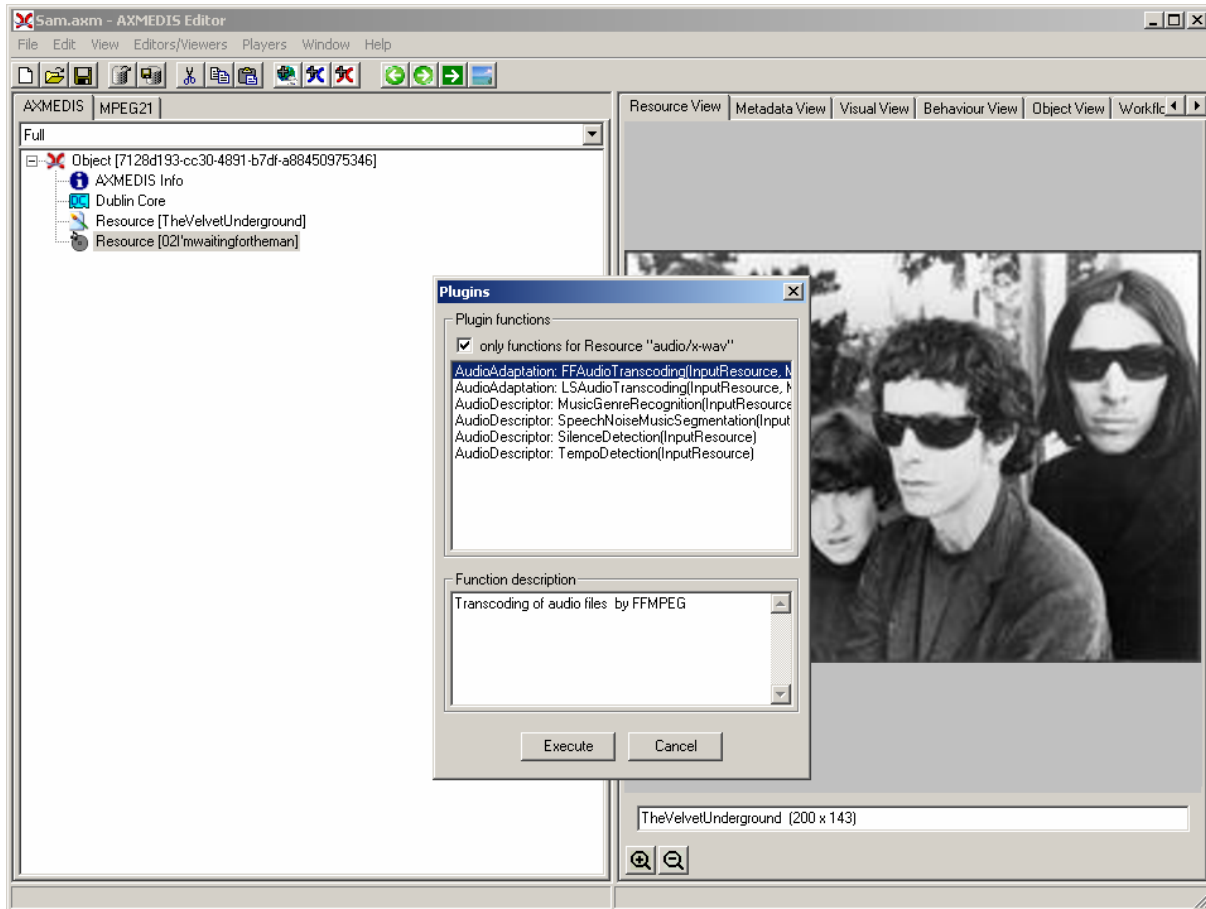 Sam.axm - AXMEDIS Editor
File Edit View Editors/Viewers Players Window Help
AXMEDIS MPEG21
Full
Object [7128d193-cc30-4891-b7df-a88450975346]
AXMEDIS Info
DC Dublin Core
Resource [TheVelvetUnderground]
Resource [02I'mwaitingfortheman]
Resource View Metadata View Visual View Behaviour View Object View Workflc
Plugins
Plugin functions
only functions for Resource "audio/x-wav"
AudioAdaptation: FFAudioTranscoding(InputResource, M
AudioAdaptation: LSAudioTranscoding(InputResource, M
AudioDescriptor: MusicGenreRecognition(InputResource
AudioDescriptor: SpeechNoiseMusicSegmentation(Input
AudioDescriptor: SilenceDetection(InputResource)
AudioDescriptor: TempoDetection(InputResource)
Function description
Transcoding of audio files by FFMPEG
Execute Cancel
TheVelvetUnderground (200 x 143)